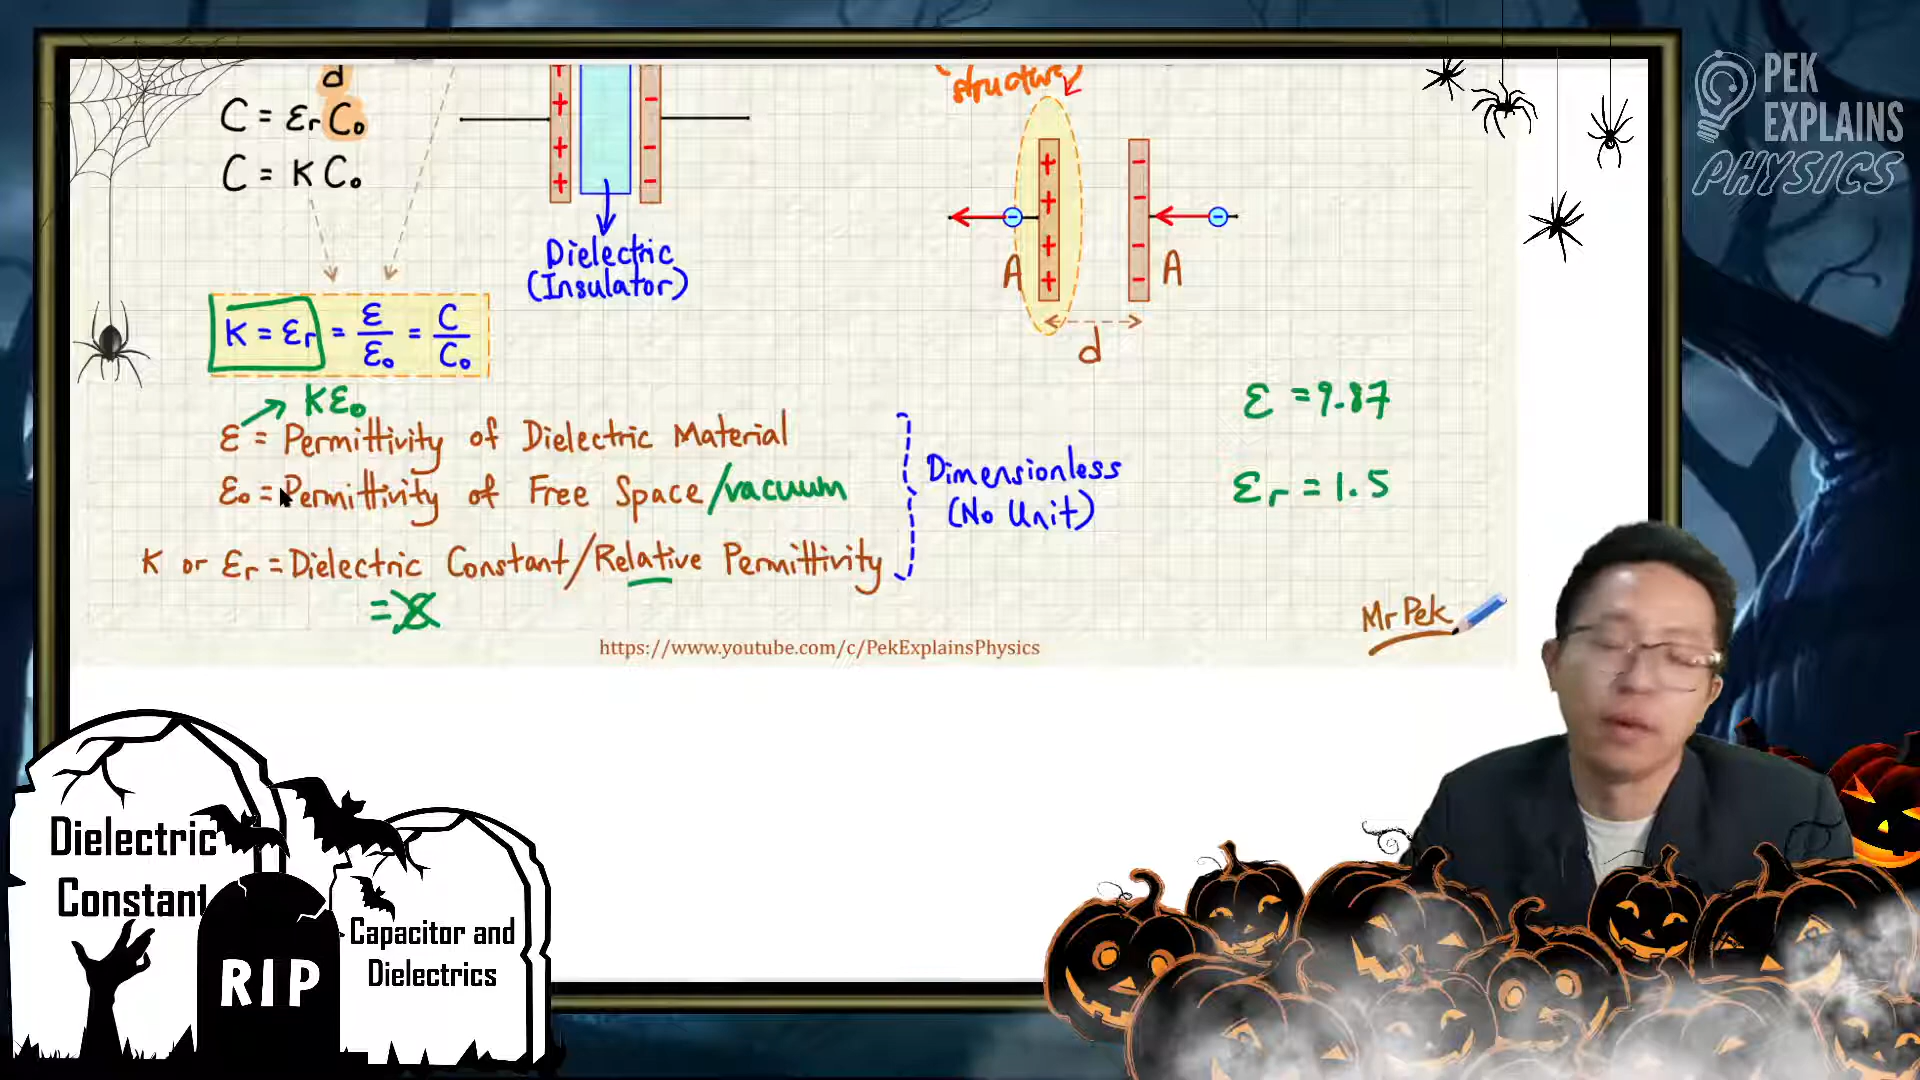 d
C = εr C₀
C = K C₀
structure
+ + + +
- - -
Dielectric
(Insulator)
+ + + +
- - - -
A
A
d
K = εr = ε/ε₀ = C/C₀
Kε₀
ε = Permittivity of Dielectric Material
ε₀ = Permittivity of Free Space/vacuum
K or εr = Dielectric Constant/Relative Permittivity
Dimensionless
(No Unit)
ε = 9.87
εr = 1.5
Mr Pek
https://www.youtube.com/c/PekExplainsPhysics
PEK
EXPLAINS
PHYSICS
Dielectric
Constant
RIP
Capacitor and
Dielectrics